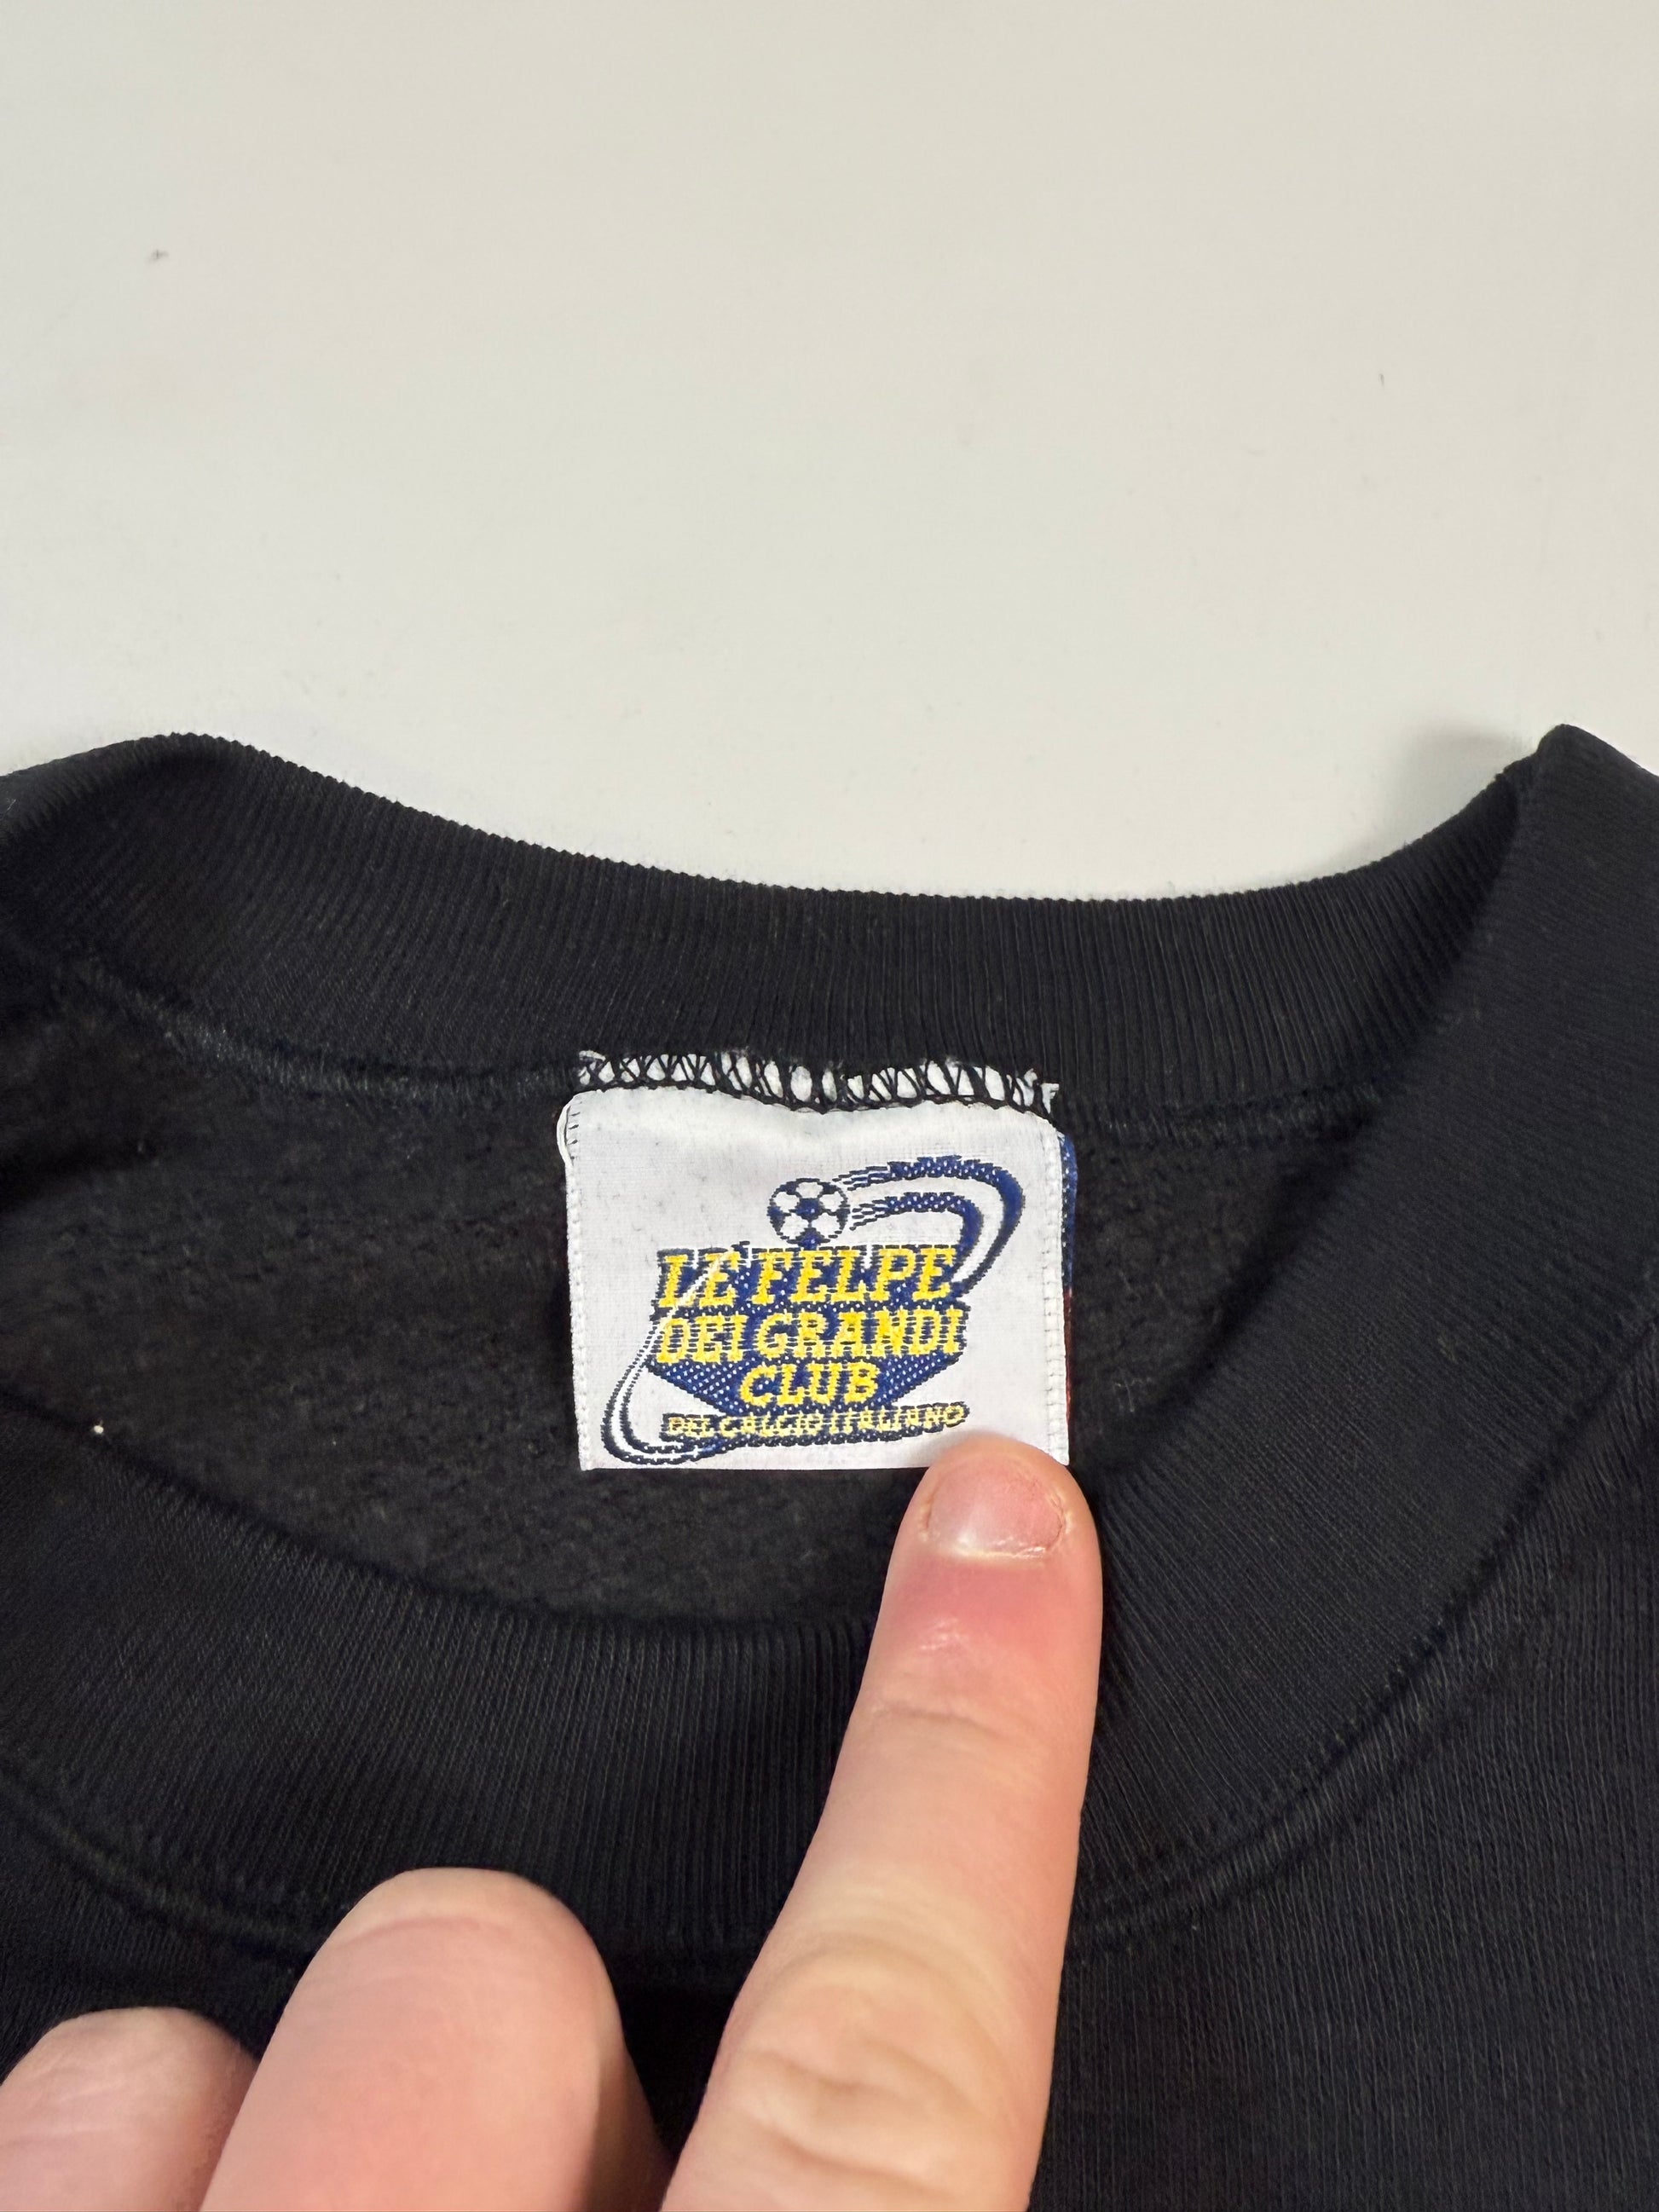 LE FELPE
DEI GRANDI
CLUB
DEL CALCIO ITALIANO